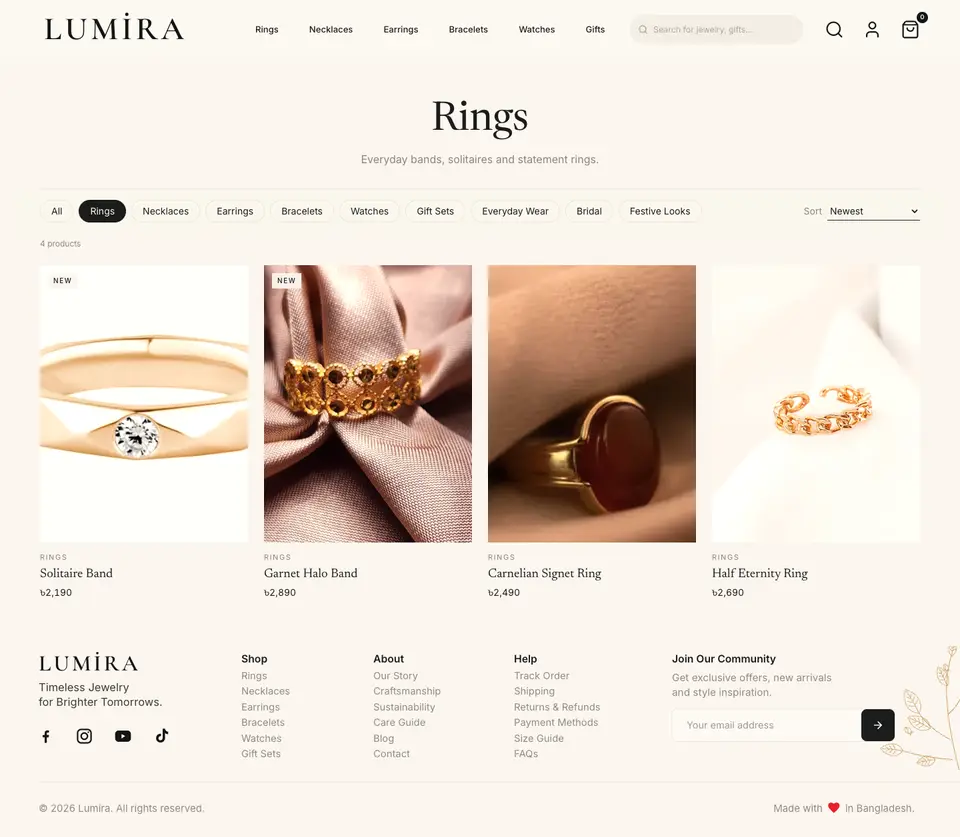 LUMİRA
Rings Necklaces Earrings Bracelets Watches Gifts Search for jewelry, gifts... 0
Rings
Everyday bands, solitaires and statement rings.
All Rings Necklaces Earrings Bracelets Watches Gift Sets Everyday Wear Bridal Festive Looks Sort Newest
4 products
NEW NEW
RINGS RINGS RINGS RINGS
Solitaire Band Garnet Halo Band Carnelian Signet Ring Half Eternity Ring
৳2,190 ৳2,890 ৳2,490 ৳2,690
LUMİRA
Timeless Jewelry
for Brighter Tomorrows.
Shop
Rings
Necklaces
Earrings
Bracelets
Watches
Gift Sets
About
Our Story
Craftsmanship
Sustainability
Care Guide
Blog
Contact
Help
Track Order
Shipping
Returns & Refunds
Payment Methods
Size Guide
FAQs
Join Our Community
Get exclusive offers, new arrivals
and style inspiration.
Your email address
© 2026 Lumira. All rights reserved.
Made with ❤️ in Bangladesh.